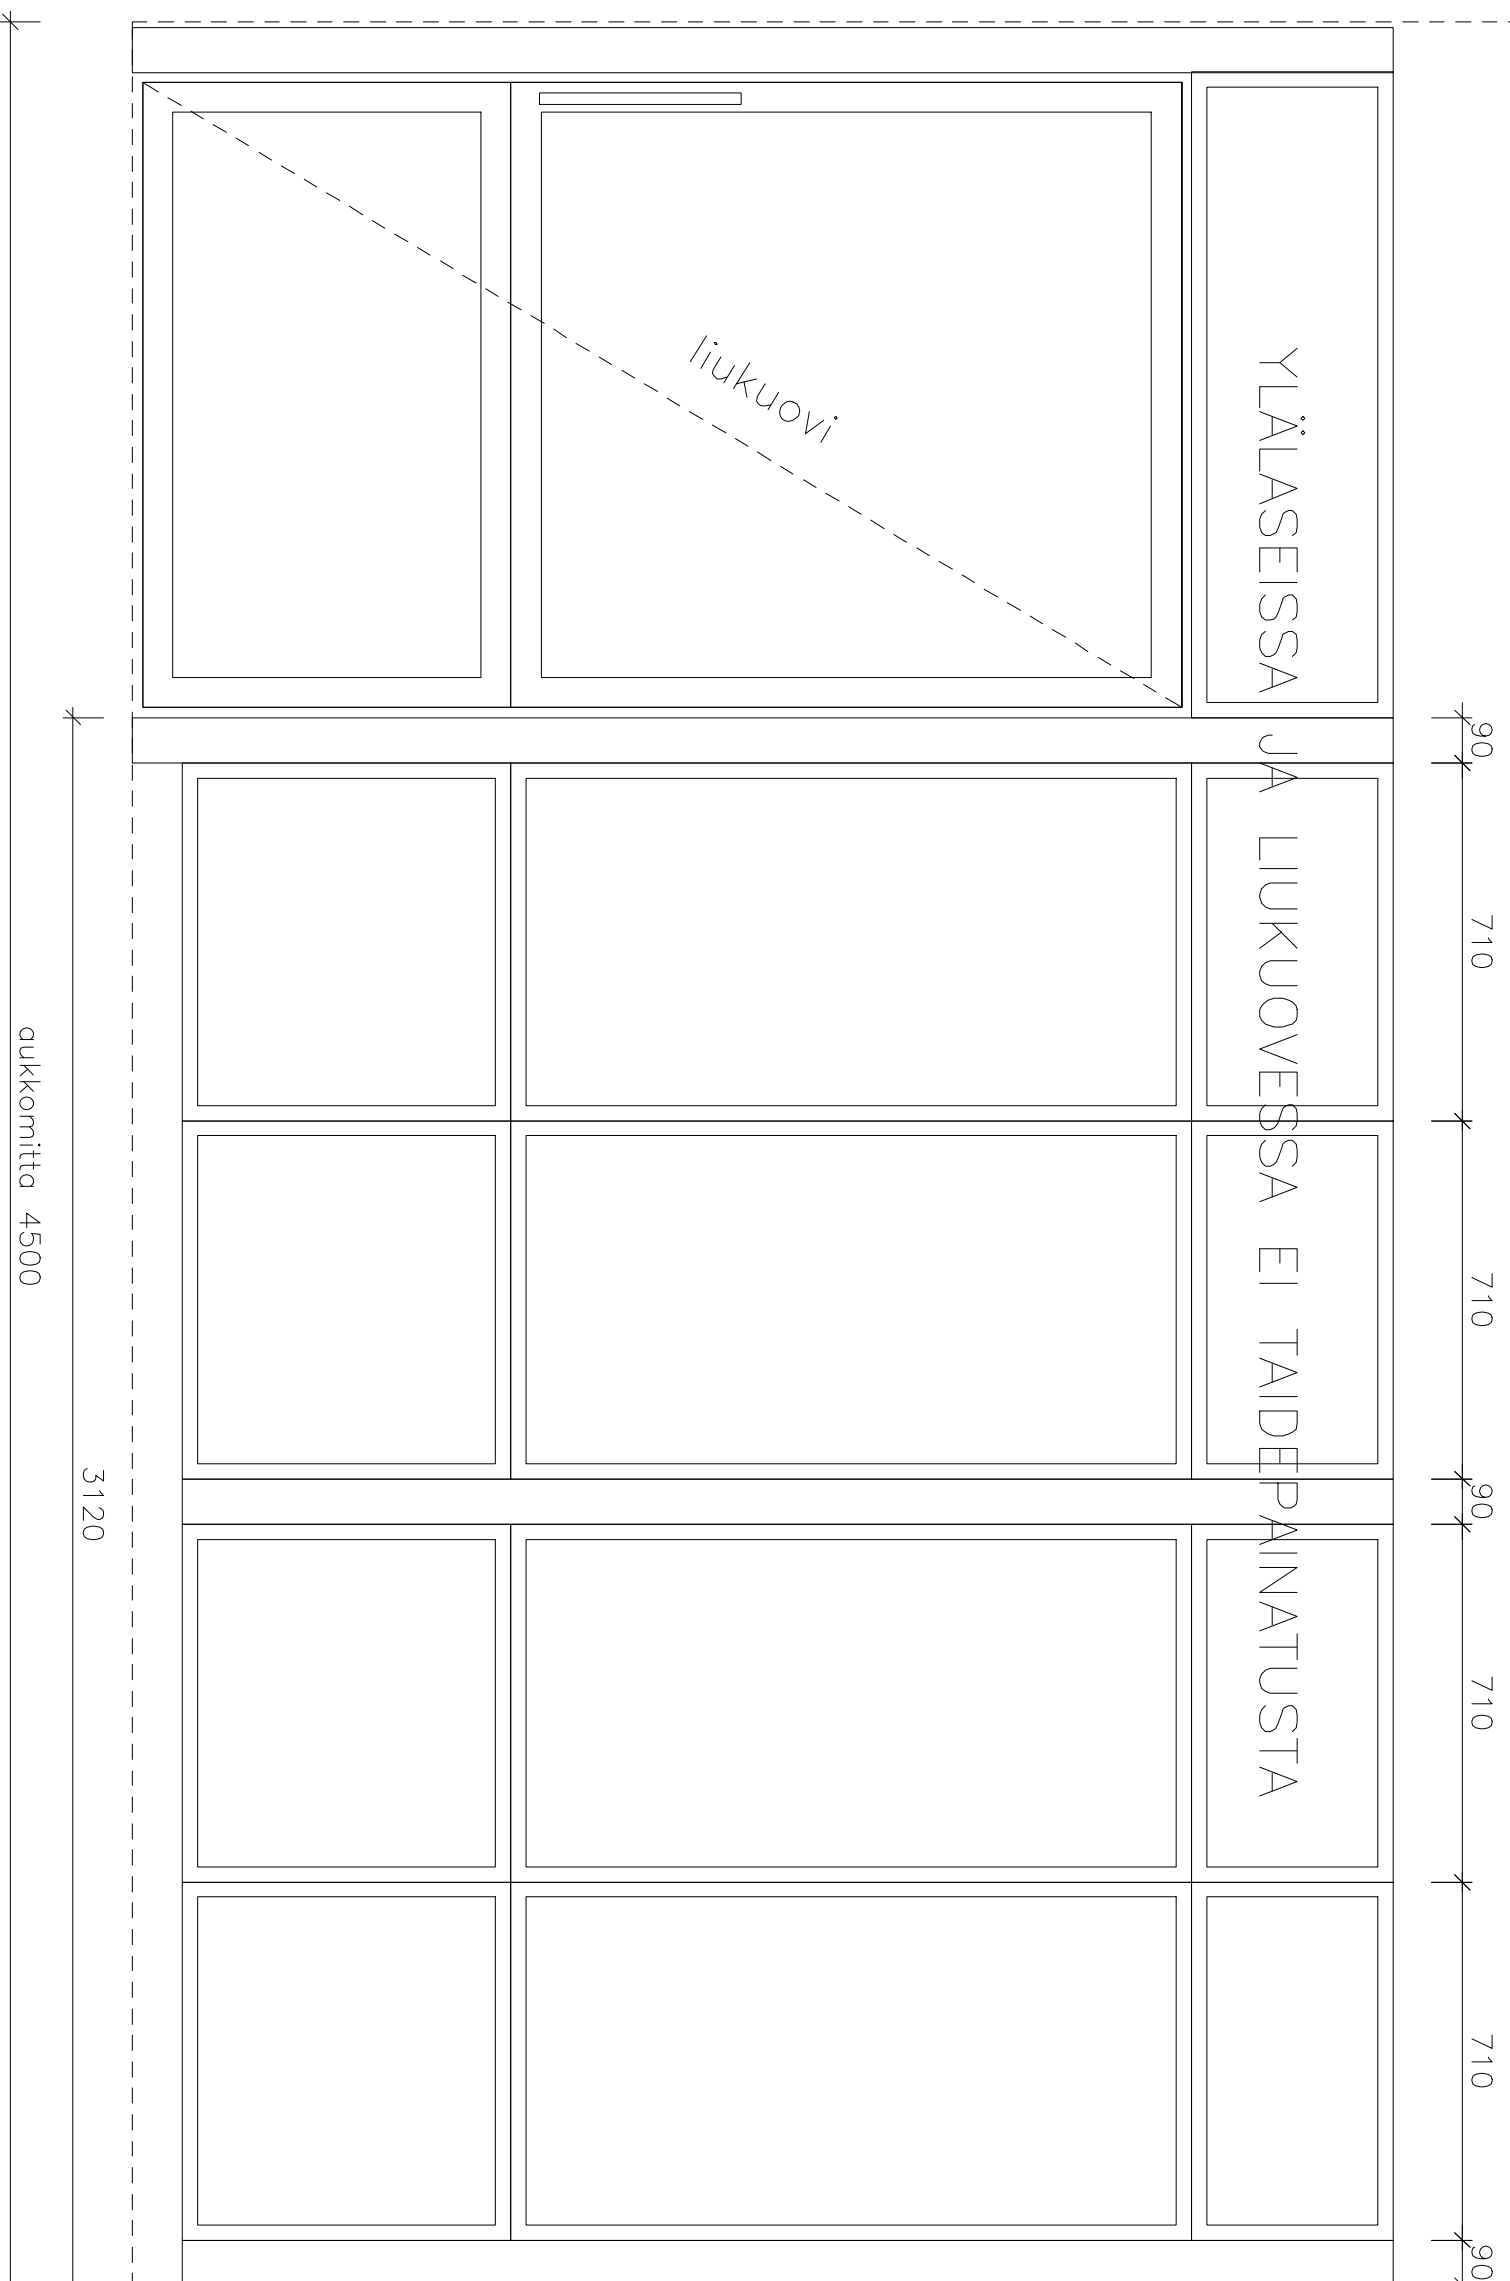 90 710 710 90 710 710 90
YLÄLASEISSA JA LIUKUOVESSA EI TAIDEPAINATUSTA
liukuovi
3120
aukkomitta 4500